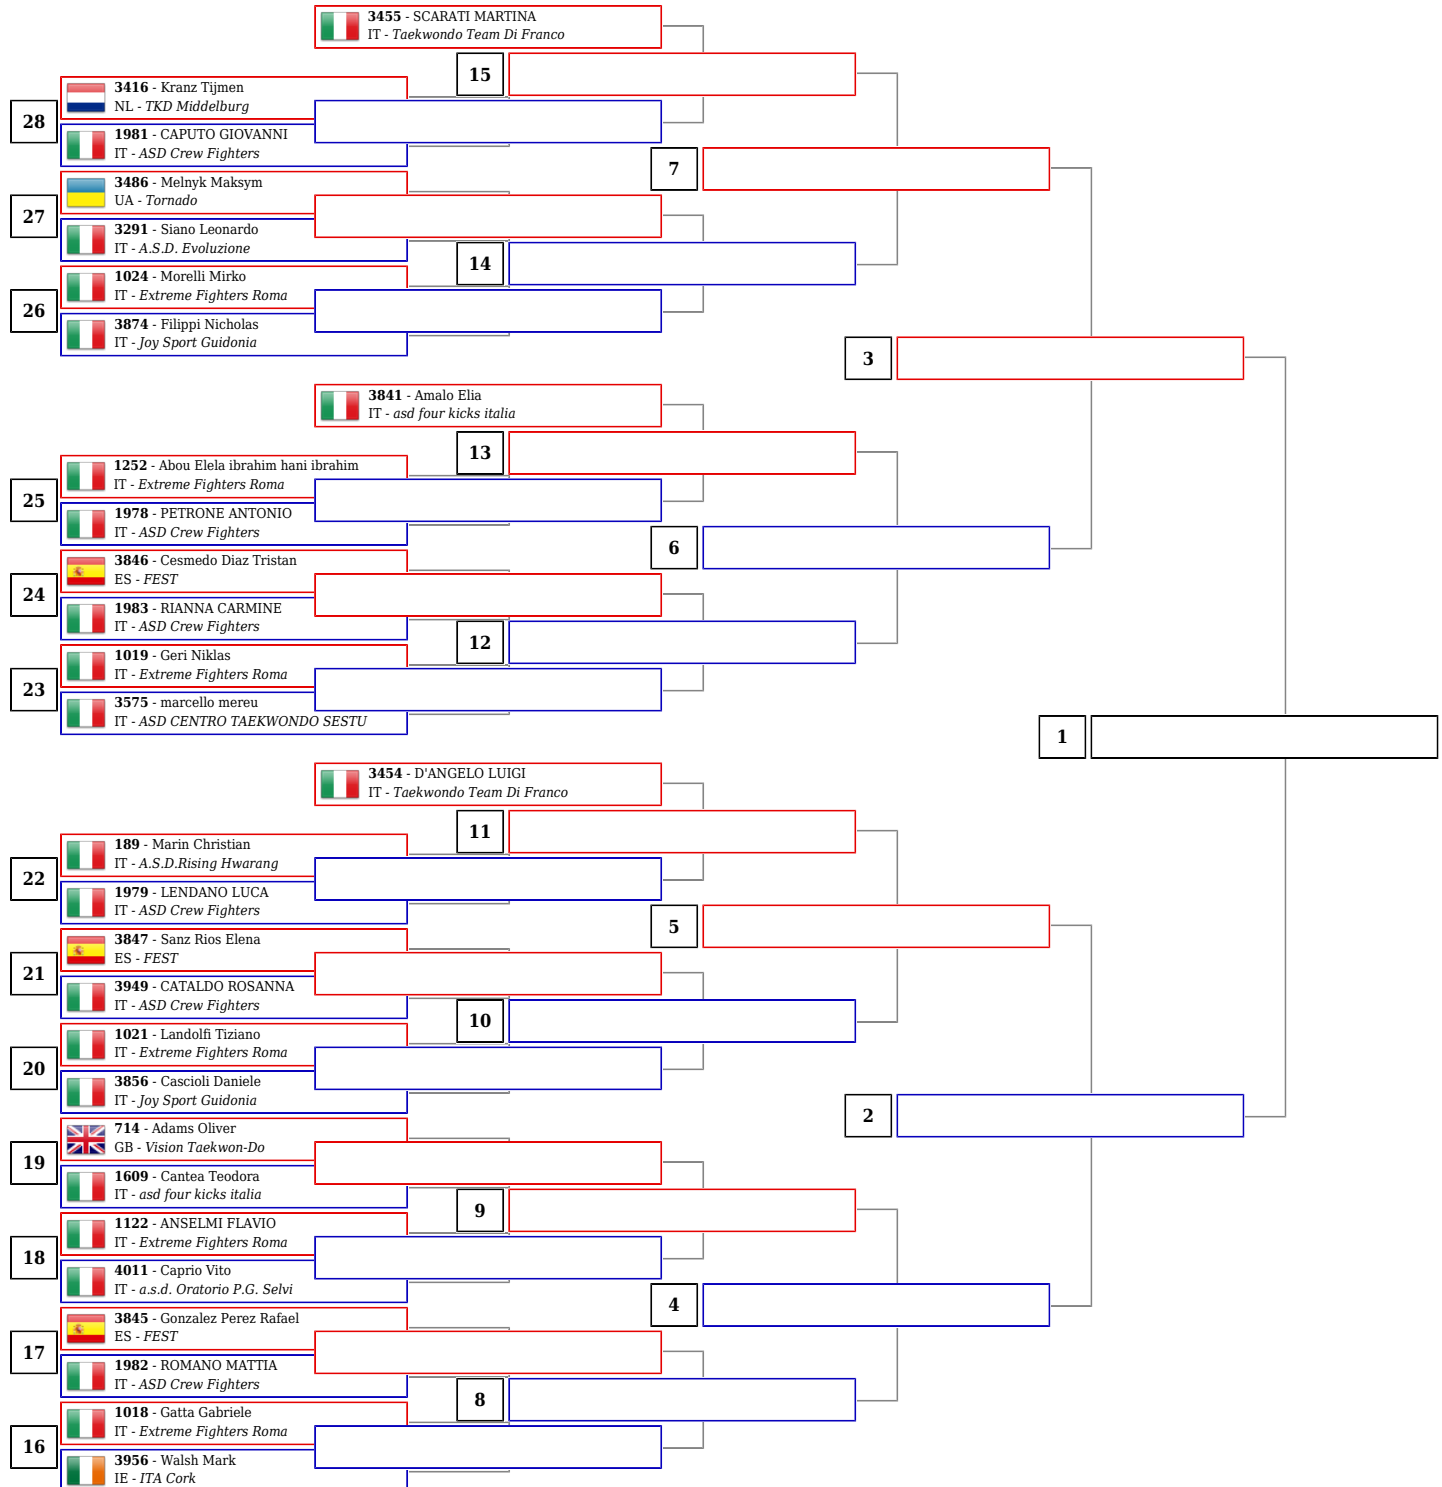 3455 - SCARATI MARTINA
IT - Taekwondo Team Di Franco
15
3416 - Kranz Tijmen
NL - TKD Middelburg
28
1981 - CAPUTO GIOVANNI
IT - ASD Crew Fighters
7
3486 - Melnyk Maksym
UA - Tornado
27
3291 - Siano Leonardo
IT - A.S.D. Evoluzione
14
1024 - Morelli Mirko
IT - Extreme Fighters Roma
26
3874 - Filippi Nicholas
IT - Joy Sport Guidonia
3
3841 - Amalo Elia
IT - asd four kicks italia
13
1252 - Abou Elela ibrahim hani ibrahim
IT - Extreme Fighters Roma
25
1978 - PETRONE ANTONIO
IT - ASD Crew Fighters
6
3846 - Cesmedo Diaz Tristan
ES - FEST
24
1983 - RIANNA CARMINE
IT - ASD Crew Fighters
12
1019 - Geri Niklas
IT - Extreme Fighters Roma
23
3575 - marcello mereu
IT - ASD CENTRO TAEKWONDO SESTU
1
3454 - D'ANGELO LUIGI
IT - Taekwondo Team Di Franco
11
189 - Marin Christian
IT - A.S.D.Rising Hwarang
22
1979 - LENDANO LUCA
IT - ASD Crew Fighters
5
3847 - Sanz Rios Elena
ES - FEST
21
3949 - CATALDO ROSANNA
IT - ASD Crew Fighters
10
1021 - Landolfi Tiziano
IT - Extreme Fighters Roma
20
3856 - Cascioli Daniele
IT - Joy Sport Guidonia
2
714 - Adams Oliver
GB - Vision Taekwon-Do
19
1609 - Cantea Teodora
IT - asd four kicks italia
9
1122 - ANSELMI FLAVIO
IT - Extreme Fighters Roma
18
4011 - Caprio Vito
IT - a.s.d. Oratorio P.G. Selvi
4
3845 - Gonzalez Perez Rafael
ES - FEST
17
1982 - ROMANO MATTIA
IT - ASD Crew Fighters
8
1018 - Gatta Gabriele
IT - Extreme Fighters Roma
16
3956 - Walsh Mark
IE - ITA Cork